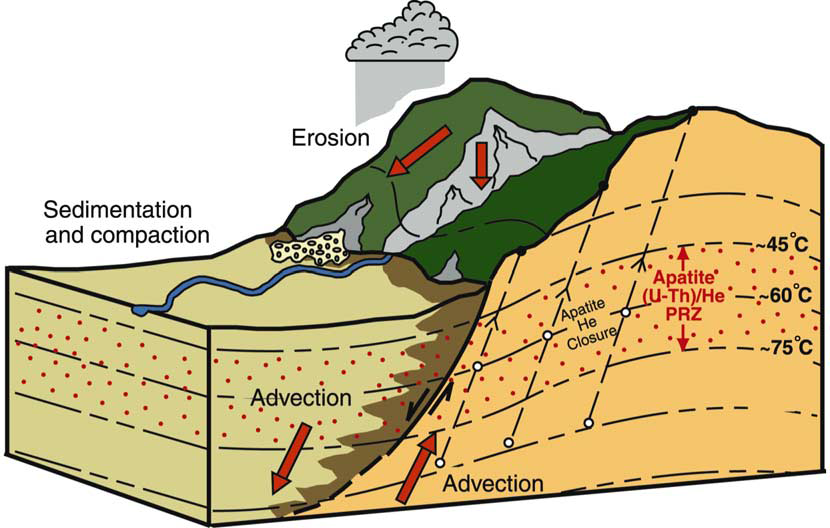 Erosion
Sedimentation
and compaction
~45°C
Apatite
(U-Th)/He
PRZ
~60°C
Apatite
He
Closure
~75°C
Advection
Advection